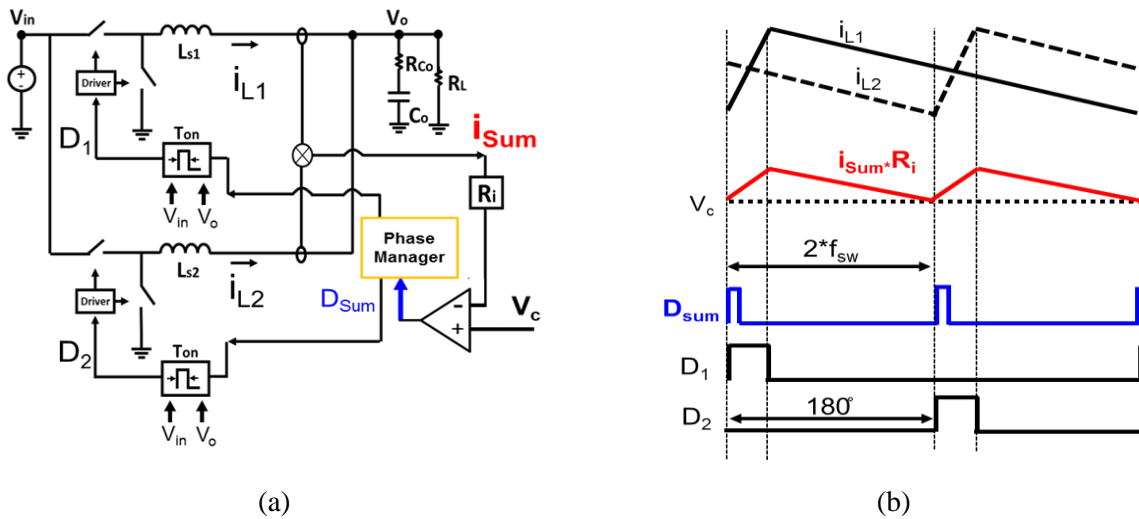 Vin
Vo
Ls1
iL1
RCo
Co
RL
Driver
D1
Ton
Vin
Vo
iSum
Ri
Phase
Manager
Ls2
iL2
DSum
Driver
D2
Ton
Vin
Vo
-
+
Vc
(a)
iL1
iL2
iSum*Ri
Vc
2*fsw
Dsum
D1
180°
D2
(b)